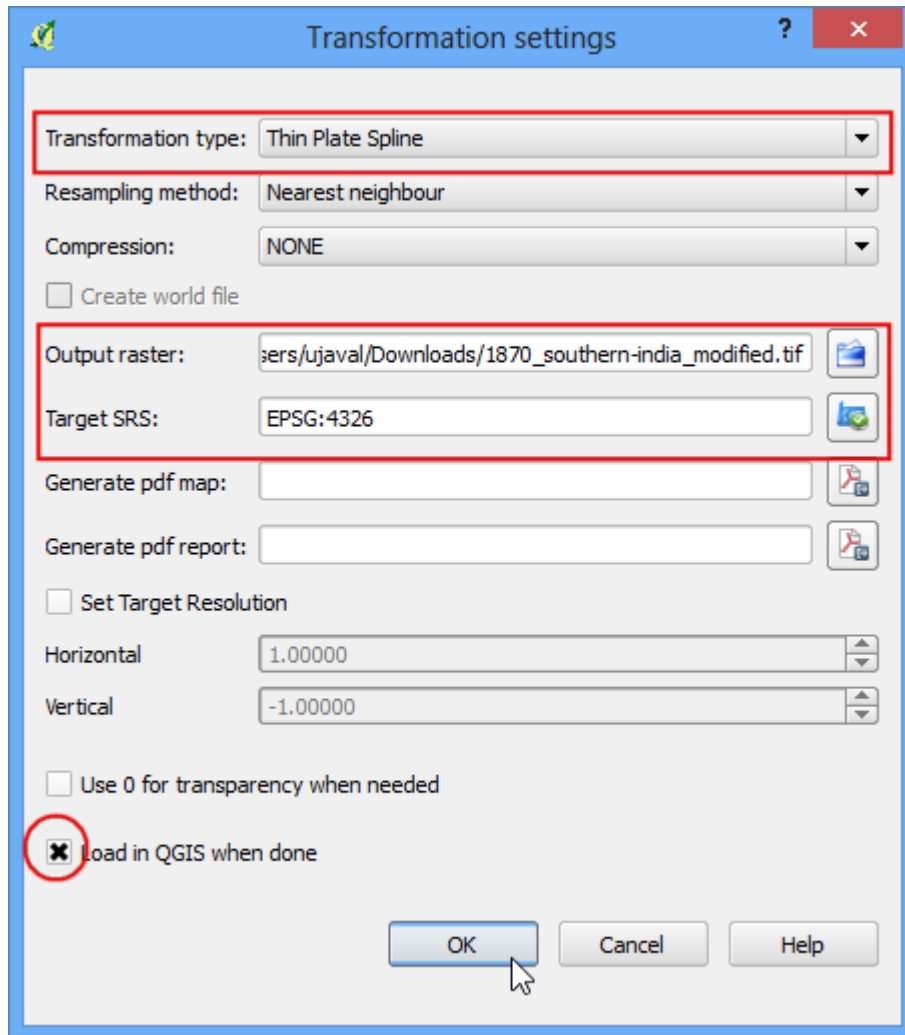 Transformation settings ?
Transformation type: Thin Plate Spline
Resampling method: Nearest neighbour
Compression: NONE
Create world file
Output raster: sers/ujaval/Downloads/1870_southern-india_modified.tif
Target SRS: EPSG:4326
Generate pdf map:
Generate pdf report:
Set Target Resolution
Horizontal 1.00000
Vertical -1.00000
Use 0 for transparency when needed
Load in QGIS when done
OK Cancel Help